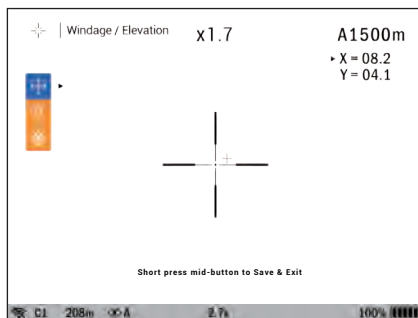 Windage / Elevation
x1.7
A1500m
X = 08.2
Y = 04.1
Short press mid-button to Save & Exit
C1 208m A 100%